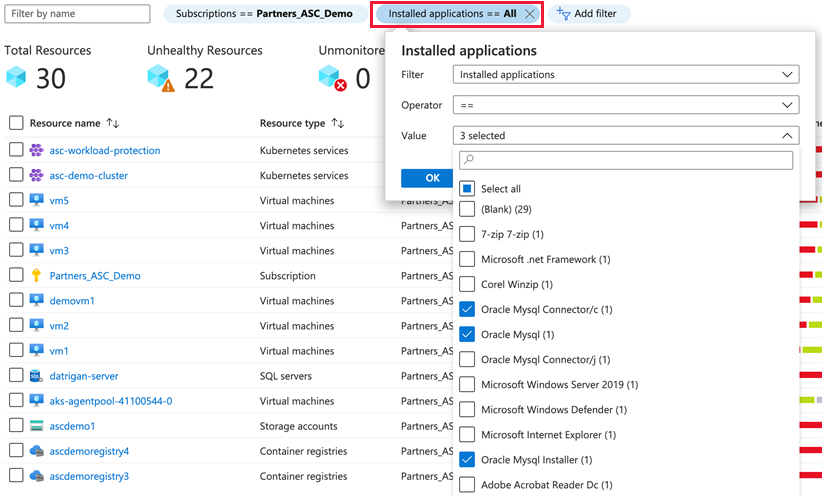 Filter by name
Subscriptions == Partners_ASC_Demo
Installed applications == All
Add filter
Total Resources
30
Unhealthy Resources
22
Unmonitore
0
Installed applications
Filter
Installed applications
Operator
==
Value
3 selected
OK
Select all
(Blank) (29)
7-zip 7-zip (1)
Microsoft .net Framework (1)
Corel Winzip (1)
Oracle Mysql Connector/c (1)
Oracle Mysql (1)
Oracle Mysql Connector/j (1)
Microsoft Windows Server 2019 (1)
Microsoft Windows Defender (1)
Microsoft Internet Explorer (1)
Oracle Mysql Installer (1)
Adobe Acrobat Reader Dc (1)
Resource name Resource type
asc-workload-protection Kubernetes services
asc-demo-cluster Kubernetes services
vm5 Virtual machines Partners_AS
vm4 Virtual machines Partners_AS
vm3 Virtual machines Partners_AS
Partners_ASC_Demo Subscription Partners_AS
demovm1 Virtual machines Partners_AS
vm2 Virtual machines Partners_AS
vm1 Virtual machines Partners_AS
datrigan-server SQL servers Partners_AS
aks-agentpool-41100544-0 Virtual machines Partners_AS
ascdemo1 Storage accounts Partners_AS
ascdemoregistry4 Container registries Partners_AS
ascdemoregistry3 Container registries Partners_AS